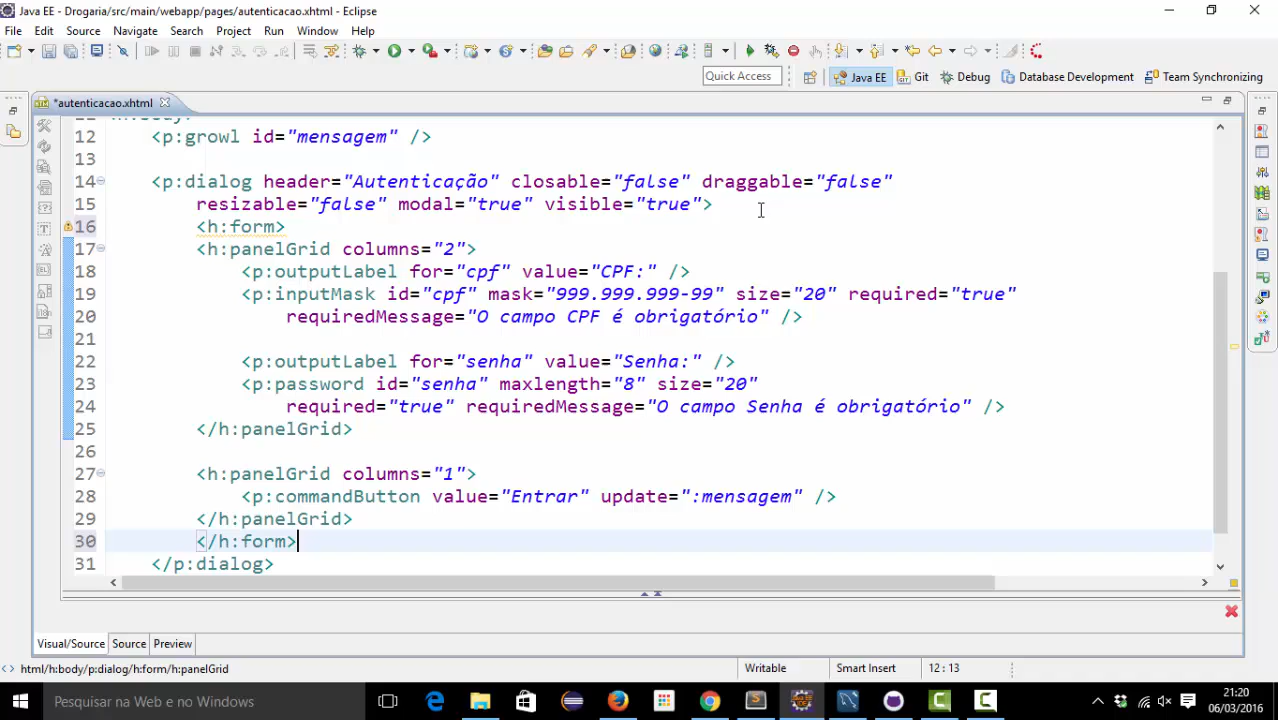 Java EE - Drogaria/src/main/webapp/pages/autenticacao.xhtml - Eclipse
File Edit Source Navigate Search Project Run Window Help
Quick Access Java EE Git Debug Database Development Team Synchronizing
*autenticacao.xhtml
12 <p:growl id="mensagem" />
13
14 <p:dialog header="Autenticação" closable="false" draggable="false"
15 resizable="false" modal="true" visible="true">
16 <h:form>
17 <h:panelGrid columns="2">
18 <p:outputLabel for="cpf" value="CPF:" />
19 <p:inputMask id="cpf" mask="999.999.999-99" size="20" required="true"
20 requiredMessage="O campo CPF é obrigatório" />
21
22 <p:outputLabel for="senha" value="Senha:" />
23 <p:password id="senha" maxlength="8" size="20"
24 required="true" requiredMessage="O campo Senha é obrigatório" />
25 </h:panelGrid>
26
27 <h:panelGrid columns="1">
28 <p:commandButton value="Entrar" update=":mensagem" />
29 </h:panelGrid>
30 </h:form>
31 </p:dialog>
Visual/Source Source Preview
html/h:body/p:dialog/h:form/h:panelGrid Writable Smart Insert 12 : 13
Pesquisar na Web e no Windows
21:20
06/03/2016